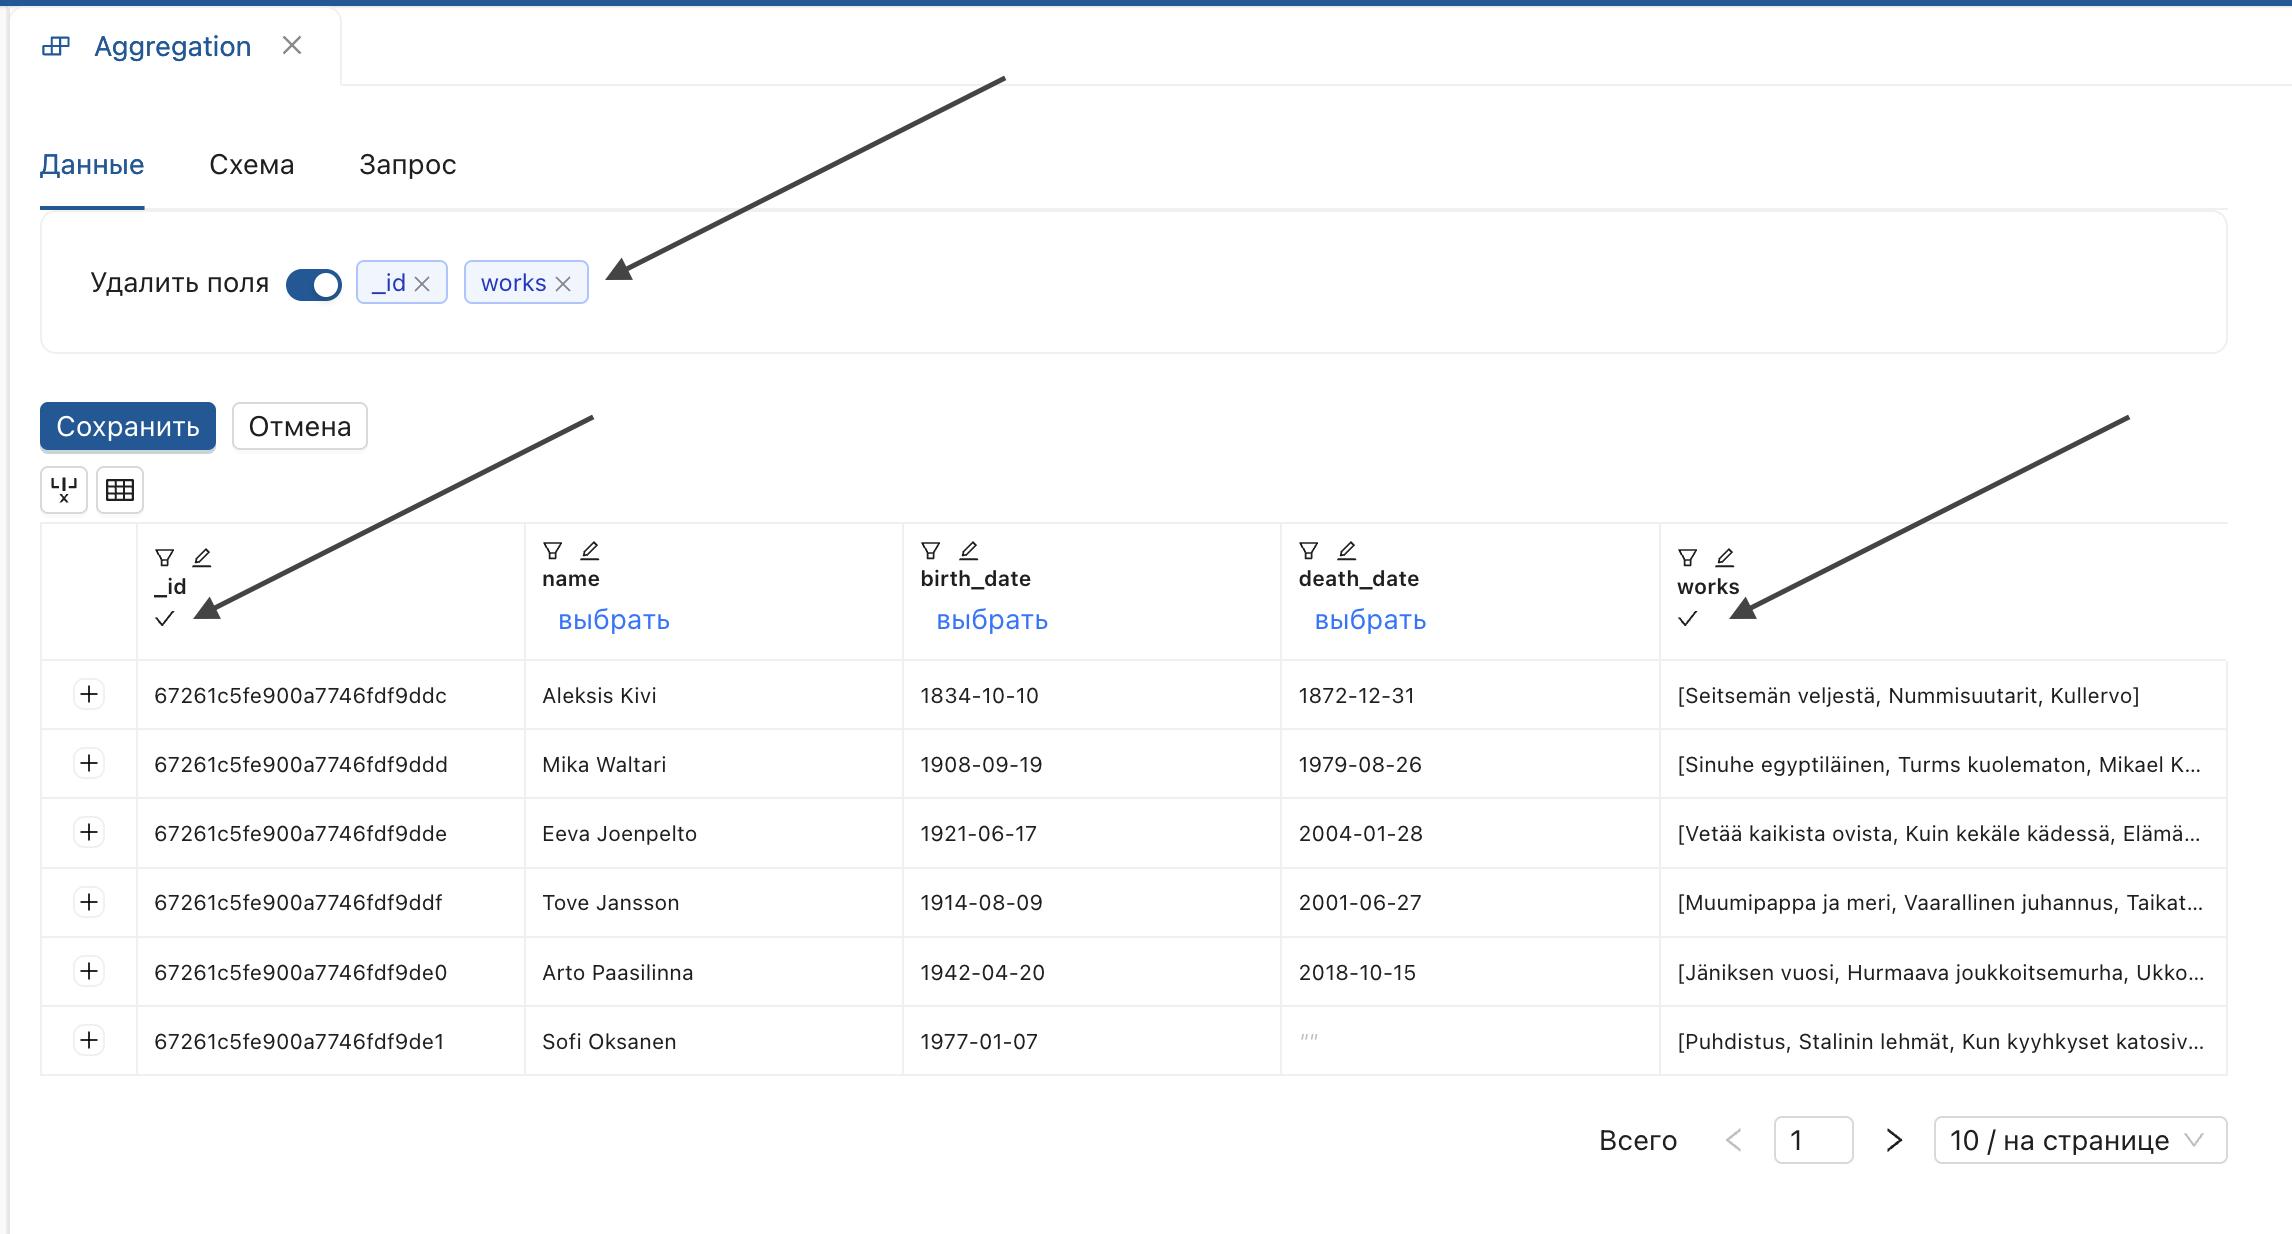 Aggregation
Данные Схема Запрос
Удалить поля _id works
Сохранить Отмена
_id name birth_date death_date works
выбрать выбрать выбрать
67261c5fe900a7746fdf9ddc Aleksis Kivi 1834-10-10 1872-12-31 [Seitsemän veljestä, Nummisuutarit, Kullervo]
67261c5fe900a7746fdf9ddd Mika Waltari 1908-09-19 1979-08-26 [Sinuhe egyptiläinen, Turms kuolematon, Mikael K...
67261c5fe900a7746fdf9dde Eeva Joenpelto 1921-06-17 2004-01-28 [Vetää kaikista ovista, Kuin kekäle kädessä, Elämä...
67261c5fe900a7746fdf9ddf Tove Jansson 1914-08-09 2001-06-27 [Muumipappa ja meri, Vaarallinen juhannus, Taikat...
67261c5fe900a7746fdf9de0 Arto Paasilinna 1942-04-20 2018-10-15 [Jäniksen vuosi, Hurmaava joukkoitsemurha, Ukko...
67261c5fe900a7746fdf9de1 Sofi Oksanen 1977-01-07 "" [Puhdistus, Stalinin lehmät, Kun kyyhkyset katosiv...
Всего 1 10 / на странице